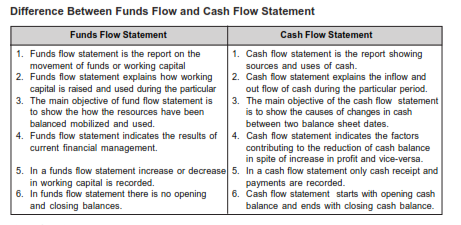 Difference Between Funds Flow and Cash Flow Statement
Funds Flow Statement
1. Funds flow statement is the report on the
movement of funds or working capital
2. Funds flow statement explains how working
capital is raised and used during the particular
3. The main objective of fund flow statement is
to show the how the resources have been
balanced mobilized and used.
4. Funds flow statement indicates the results of
current financial management.
5. In a funds flow statement increase or decrease
in working capital is recorded.
6. In funds flow statement there is no opening
and closing balances.
Cash Flow Statement
1. Cash flow statement is the report showing
sources and uses of cash.
2. Cash flow statement explains the inflow and
out flow of cash during the particular period.
3. The main objective of the cash flow statement
is to show the causes of changes in cash
between two balance sheet dates.
4. Cash flow statement indicates the factors
contributing to the reduction of cash balance
in spite of increase in profit and vice-versa.
5. In a cash flow statement only cash receipt and
payments are recorded.
6. Cash flow statement starts with opening cash
balance and ends with closing cash balance.